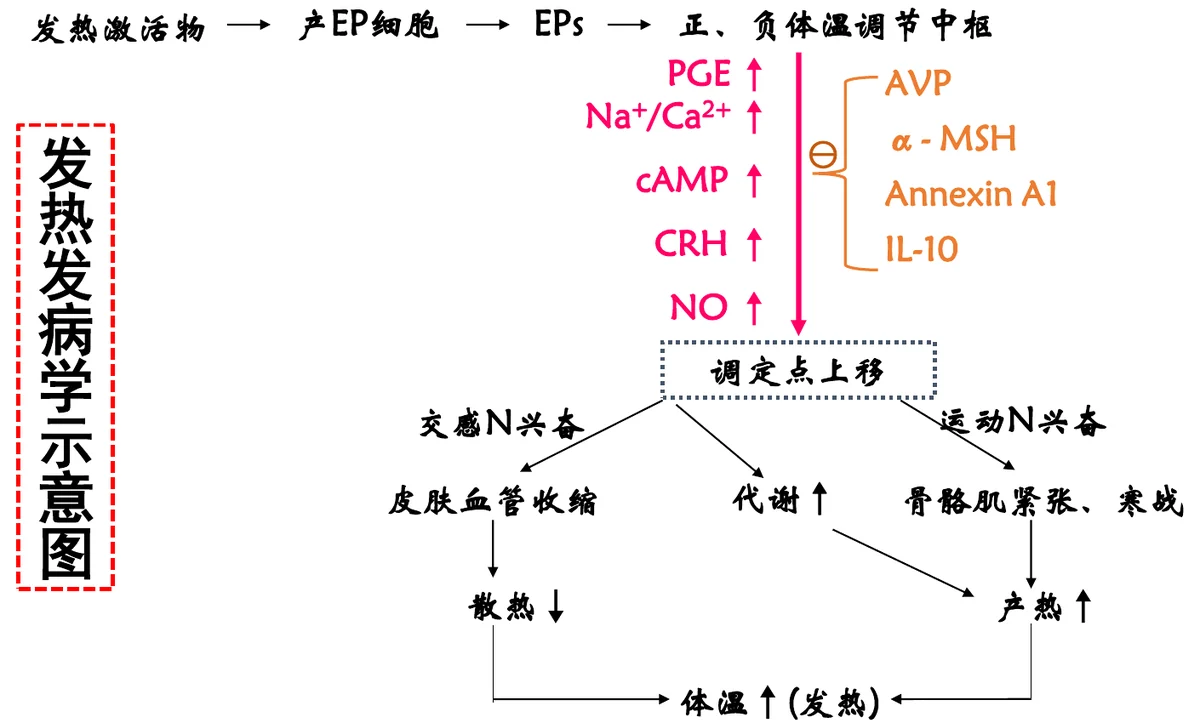 发热激活物 → 产EP细胞 → EPs → 正、负体温调节中枢
发热发病学示意图
PGE ↑
Na⁺/Ca²⁺ ↑
cAMP ↑
CRH ↑
NO ↑
⊖
AVP
α - MSH
Annexin A1
IL-10
调定点上移
交感N兴奋
运动N兴奋
皮肤血管收缩
代谢 ↑
骨骼肌紧张、寒战
散热 ↓
产热 ↑
体温 ↑ (发热)